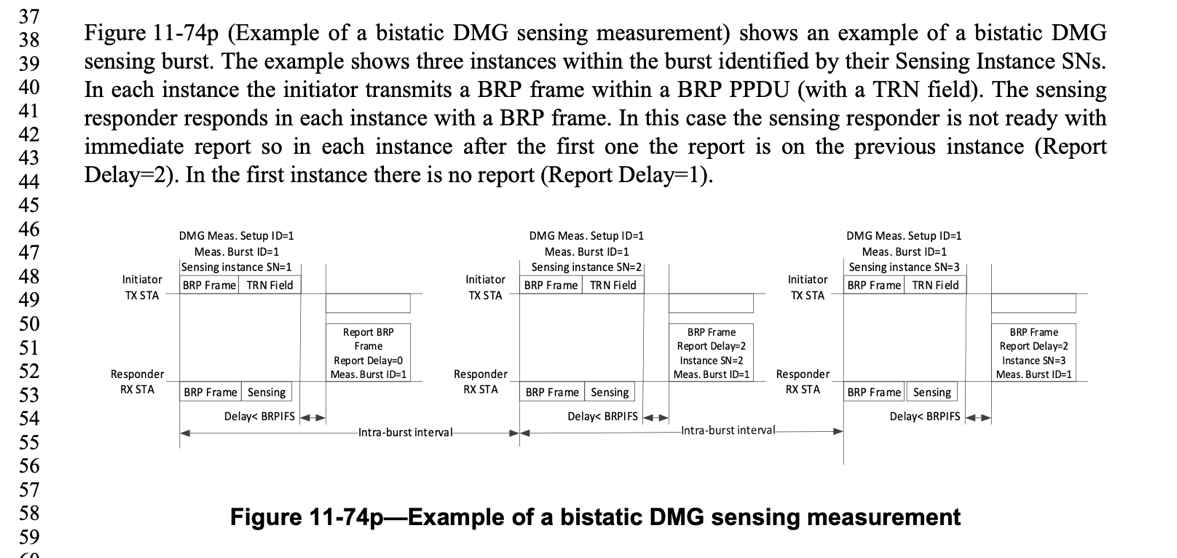 37
38 Figure 11-74p (Example of a bistatic DMG sensing measurement) shows an example of a bistatic DMG
39 sensing burst. The example shows three instances within the burst identified by their Sensing Instance SNs.
40 In each instance the initiator transmits a BRP frame within a BRP PPDU (with a TRN field). The sensing
41 responder responds in each instance with a BRP frame. In this case the sensing responder is not ready with
42
43 immediate report so in each instance after the first one the report is on the previous instance (Report
44 Delay=2). In the first instance there is no report (Report Delay=1).
45
46
47
48
49
50
51
52
53
54
55
56
57
58
59
60
DMG Meas. Setup ID=1
Meas. Burst ID=1
Sensing instance SN=1
Initiator
TX STA
BRP Frame TRN Field
Report BRP
Frame
Report Delay=0
Meas. Burst ID=1
Responder
RX STA
BRP Frame Sensing
Delay< BRPIFS
Intra-burst interval
DMG Meas. Setup ID=1
Meas. Burst ID=1
Sensing instance SN=2
Initiator
TX STA
BRP Frame TRN Field
BRP Frame
Report Delay=2
Instance SN=2
Meas. Burst ID=1
Responder
RX STA
BRP Frame Sensing
Delay< BRPIFS
Intra-burst interval
DMG Meas. Setup ID=1
Meas. Burst ID=1
Sensing instance SN=3
Initiator
TX STA
BRP Frame TRN Field
BRP Frame
Report Delay=2
Instance SN=3
Meas. Burst ID=1
Responder
RX STA
BRP Frame Sensing
Delay< BRPIFS
Figure 11-74p—Example of a bistatic DMG sensing measurement